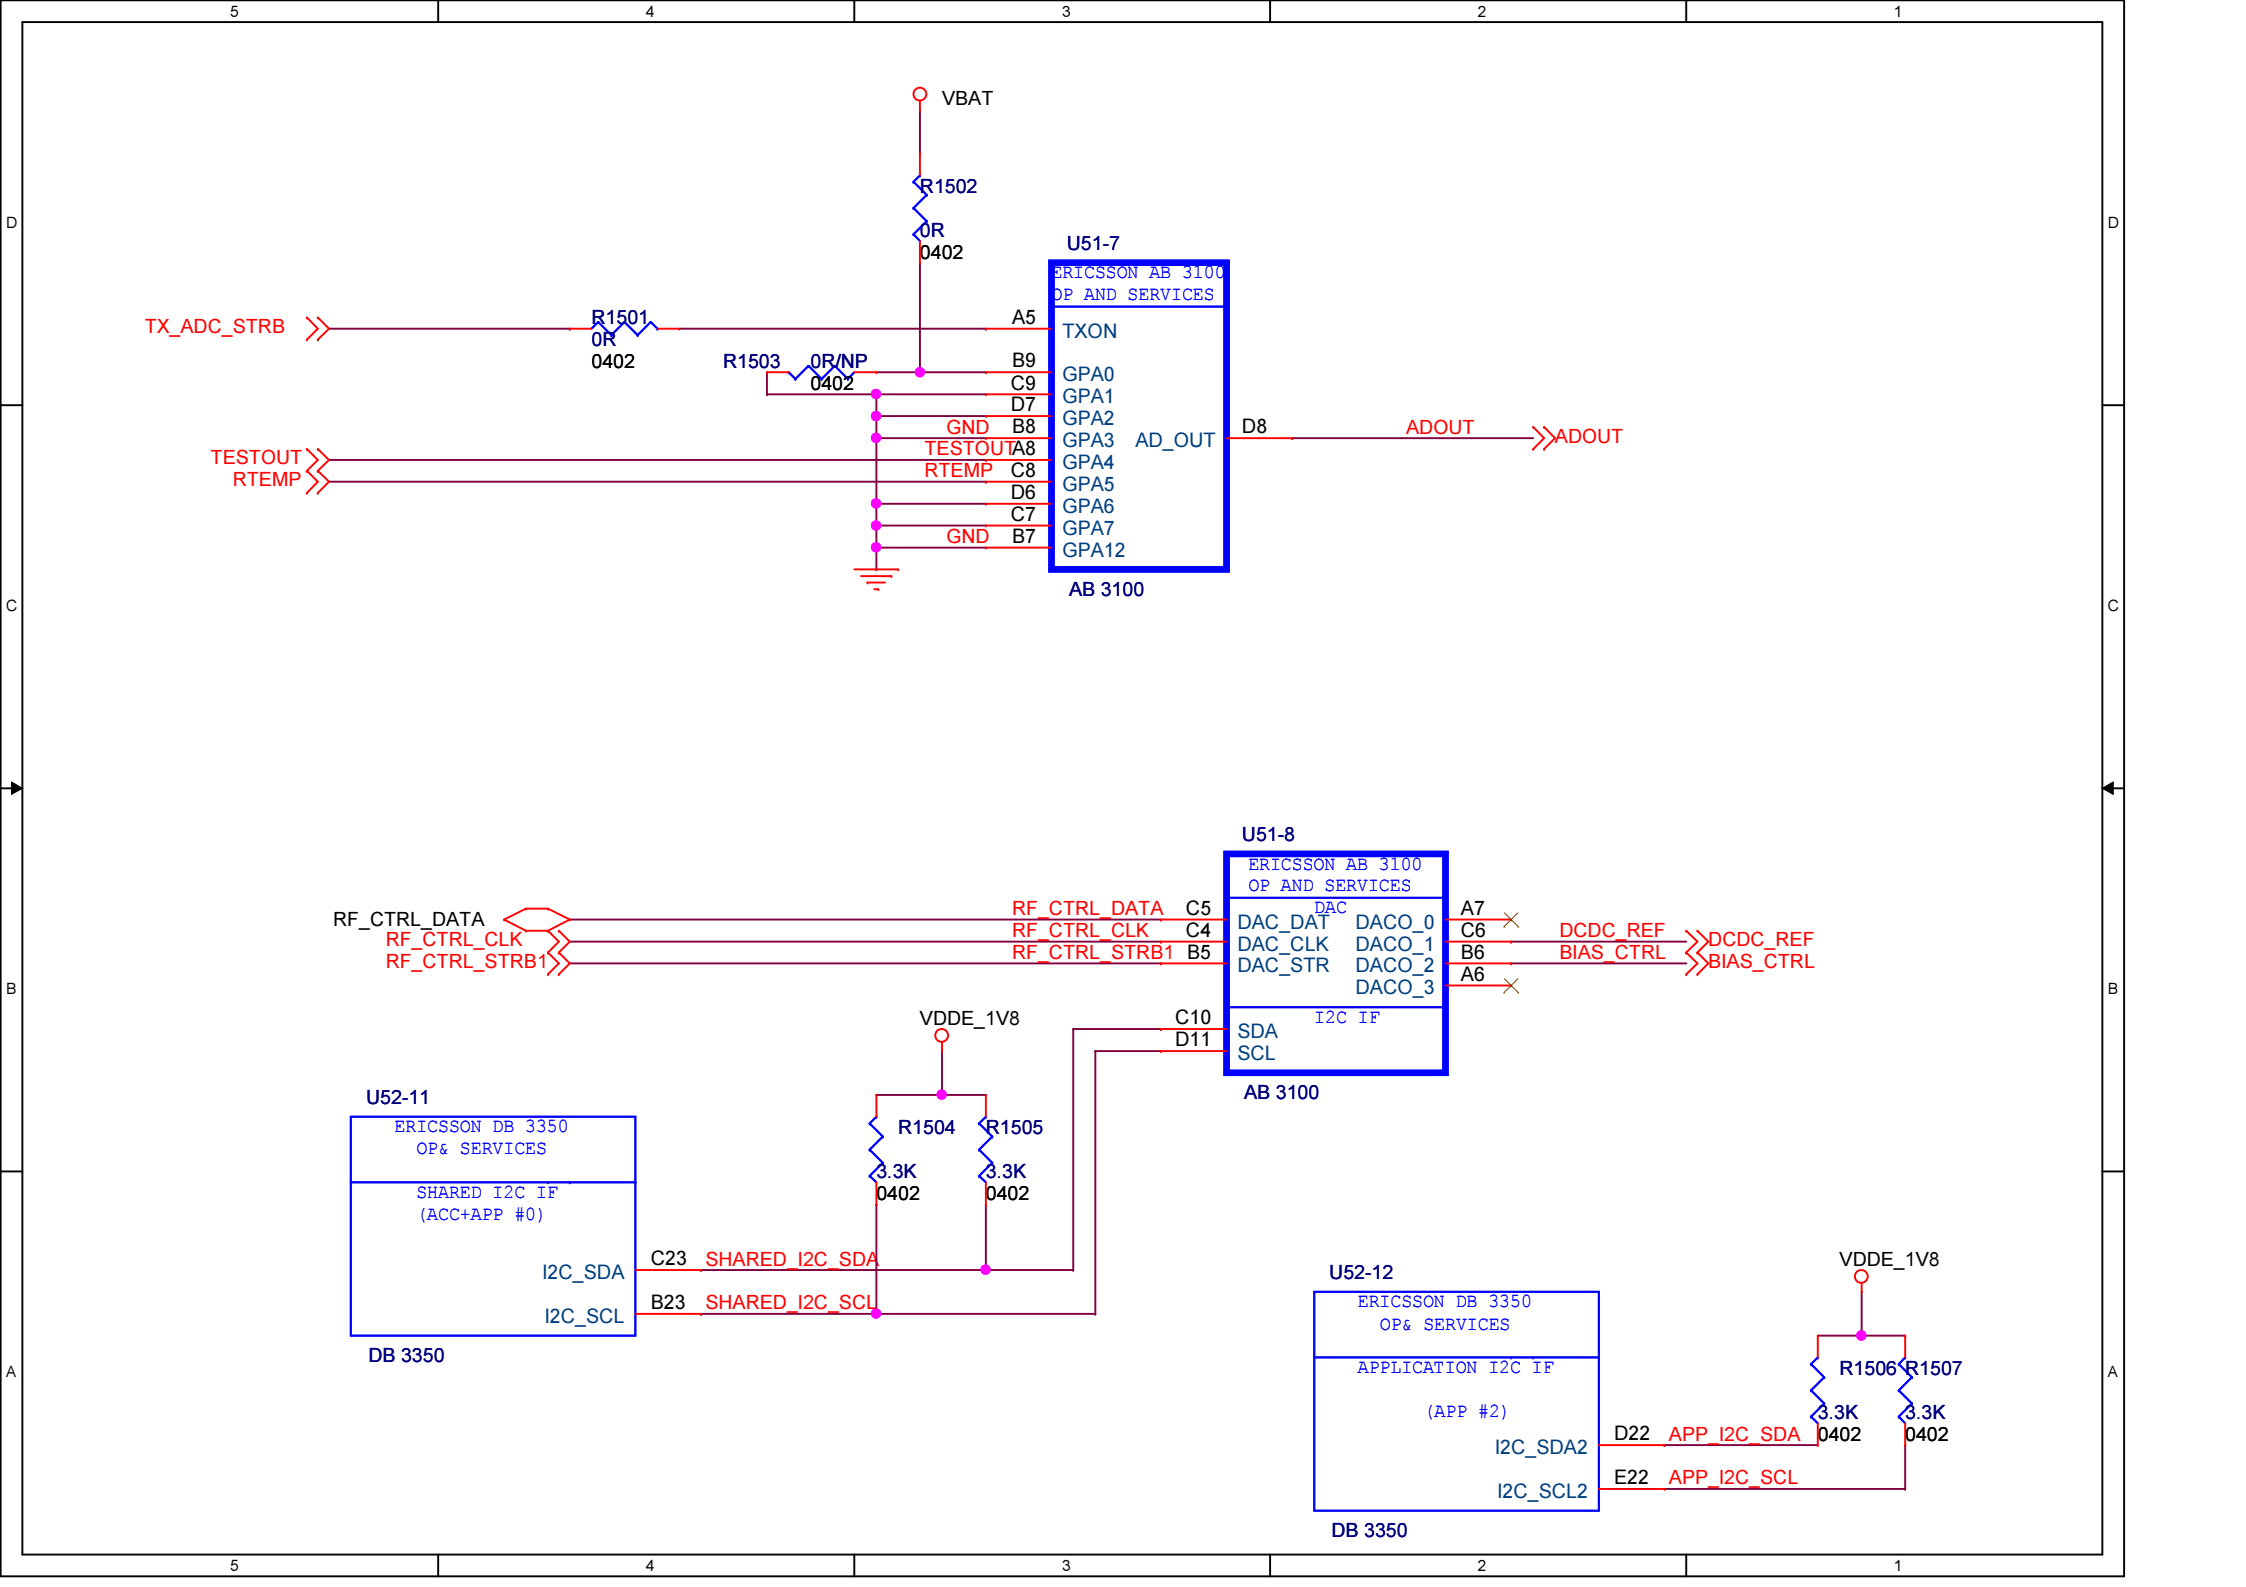 5 4 3 2 1
VBAT
R1502
0R
0402
D D
U51-7
ERICSSON AB 3100
OP AND SERVICES
TX_ADC_STRB
R1501
0R
0402
A5 TXON
R1503 0R/NP
0402
B9 GPA0
C9 GPA1
D7 GPA2
GND B8 GPA3
AD_OUT D8 ADOUT ADOUT
TESTOUT TESTOUT A8 GPA4
RTEMP RTEMP C8 GPA5
D6 GPA6
C7 GPA7
GND B7 GPA12
AB 3100
C C
U51-8
ERICSSON AB 3100
OP AND SERVICES
DAC
RF_CTRL_DATA RF_CTRL_DATA C5 DAC_DAT DACO_0 A7
RF_CTRL_CLK RF_CTRL_CLK C4 DAC_CLK DACO_1 C6 DCDC_REF DCDC_REF
RF_CTRL_STRB1 RF_CTRL_STRB1 B5 DAC_STR DACO_2 B6 BIAS_CTRL BIAS_CTRL
DACO_3 A6
B B
I2C IF
C10 SDA
D11 SCL
AB 3100
VDDE_1V8
R1504 R1505
3.3K 3.3K
0402 0402
U52-11
ERICSSON DB 3350
OP& SERVICES
SHARED I2C IF
(ACC+APP #0)
I2C_SDA C23 SHARED_I2C_SDA
I2C_SCL B23 SHARED_I2C_SCL
DB 3350
U52-12
ERICSSON DB 3350
OP& SERVICES
APPLICATION I2C IF
(APP #2)
VDDE_1V8
R1506 R1507
3.3K 3.3K
0402 0402
A A
I2C_SDA2 D22 APP_I2C_SDA
I2C_SCL2 E22 APP_I2C_SCL
DB 3350
5 4 3 2 1